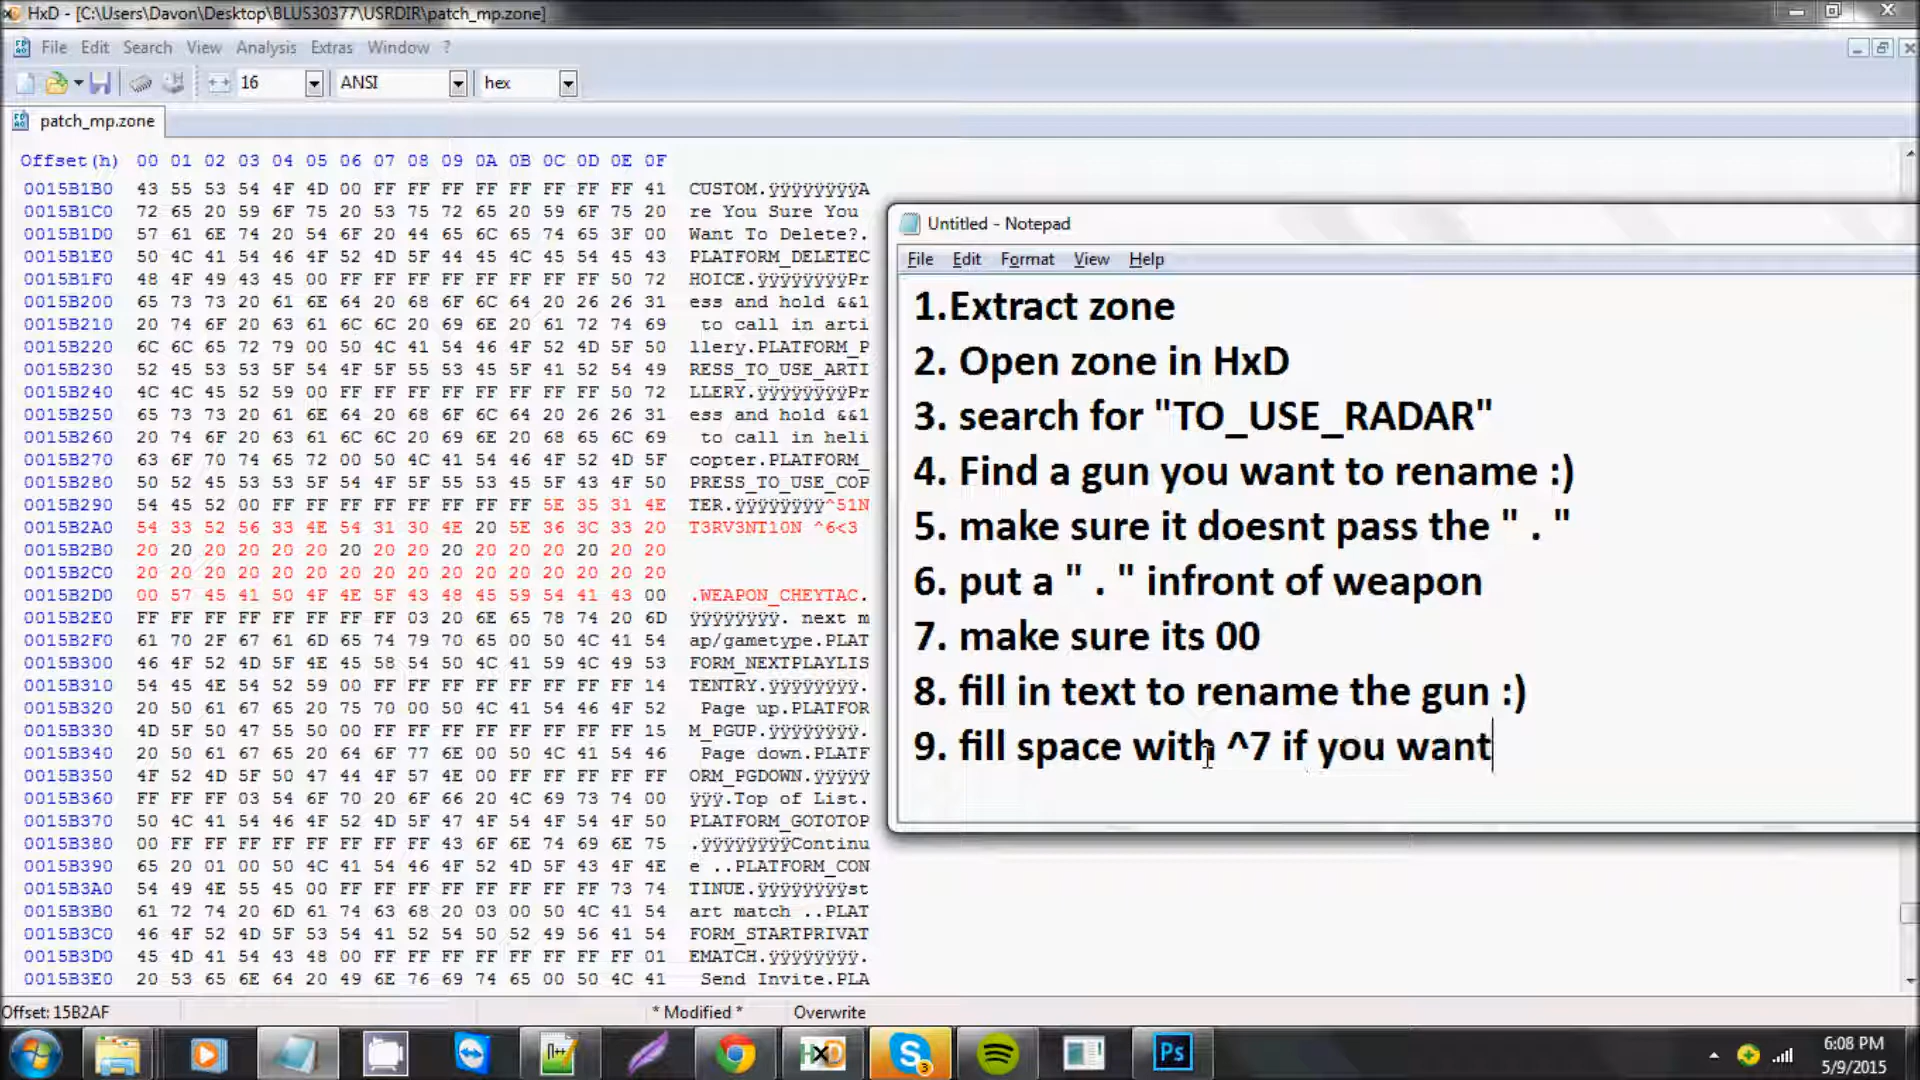 HxD - [C:\Users\Davon\Desktop\BLUS30377\USRDIR\patch_mp.zone]
File Edit Search View Analysis Extras Window ?
16 ANSI hex
patch_mp.zone
Offset(h) 00 01 02 03 04 05 06 07 08 09 0A 0B 0C 0D 0E 0F
0015B1B0 43 55 53 54 4F 4D 00 FF FF FF FF FF FF FF FF 41 CUSTOM.ÿÿÿÿÿÿÿÿA
0015B1C0 72 65 20 59 6F 75 20 53 75 72 65 20 59 6F 75 20 re You Sure You
0015B1D0 57 61 6E 74 20 54 6F 20 44 65 6C 65 74 65 3F 00 Want To Delete?.
0015B1E0 50 4C 41 54 46 4F 52 4D 5F 44 45 4C 45 54 45 43 PLATFORM_DELETEC
0015B1F0 48 4F 49 43 45 00 FF FF FF FF FF FF FF FF 50 72 HOICE.ÿÿÿÿÿÿÿÿPr
0015B200 65 73 73 20 61 6E 64 20 68 6F 6C 64 20 26 26 31 ess and hold &&1
0015B210 20 74 6F 20 63 61 6C 6C 20 69 6E 20 61 72 74 69 to call in arti
0015B220 6C 6C 65 72 79 00 50 4C 41 54 46 4F 52 4D 5F 50 llery.PLATFORM_P
0015B230 52 45 53 53 5F 54 4F 5F 55 53 45 5F 41 52 54 49 RESS_TO_USE_ARTI
0015B240 4C 4C 45 52 59 00 FF FF FF FF FF FF FF FF 50 72 LLERY.ÿÿÿÿÿÿÿÿPr
0015B250 65 73 73 20 61 6E 64 20 68 6F 6C 64 20 26 26 31 ess and hold &&1
0015B260 20 74 6F 20 63 61 6C 6C 20 69 6E 20 68 65 6C 69 to call in heli
0015B270 63 6F 70 74 65 72 00 50 4C 41 54 46 4F 52 4D 5F copter.PLATFORM_
0015B280 50 52 45 53 53 5F 54 4F 5F 55 53 45 5F 43 4F 50 PRESS_TO_USE_COP
0015B290 54 45 52 00 FF FF FF FF FF FF FF FF 5E 35 31 4E TER.ÿÿÿÿÿÿÿÿ^51N
0015B2A0 54 33 52 56 33 4E 54 31 30 4E 20 5E 36 3C 33 20 T3RV3NT10N ^6<3
0015B2B0 20 20 20 20 20 20 20 20 20 20 20 20 20 20 20 20
0015B2C0 20 20 20 20 20 20 20 20 20 20 20 20 20 20 20 20
0015B2D0 00 57 45 41 50 4F 4E 5F 43 48 45 59 54 41 43 00 .WEAPON_CHEYTAC.
0015B2E0 FF FF FF FF FF FF FF FF 03 20 6E 65 78 74 20 6D ÿÿÿÿÿÿÿÿ. next m
0015B2F0 61 70 2F 67 61 6D 65 74 79 70 65 00 50 4C 41 54 ap/gametype.PLAT
0015B300 46 4F 52 4D 5F 4E 45 58 54 50 4C 41 59 4C 49 53 FORM_NEXTPLAYLIS
0015B310 54 45 4E 54 52 59 00 FF FF FF FF FF FF FF FF 14 TENTRY.ÿÿÿÿÿÿÿÿ.
0015B320 20 50 61 67 65 20 75 70 00 50 4C 41 54 46 4F 52 Page up.PLATFOR
0015B330 4D 5F 50 47 55 50 00 FF FF FF FF FF FF FF FF 15 M_PGUP.ÿÿÿÿÿÿÿÿ.
0015B340 20 50 61 67 65 20 64 6F 77 6E 00 50 4C 41 54 46 Page down.PLATF
0015B350 4F 52 4D 5F 50 47 44 4F 57 4E 00 FF FF FF FF FF ORM_PGDOWN.ÿÿÿÿÿ
0015B360 FF FF FF 03 54 6F 70 20 6F 66 20 4C 69 73 74 00 ÿÿÿ.Top of List.
0015B370 50 4C 41 54 46 4F 52 4D 5F 47 4F 54 4F 54 4F 50 PLATFORM_GOTOTOP
0015B380 00 FF FF FF FF FF FF FF FF 43 6F 6E 74 69 6E 75 .ÿÿÿÿÿÿÿÿContinu
0015B390 65 20 01 00 50 4C 41 54 46 4F 52 4D 5F 43 4F 4E e ..PLATFORM_CON
0015B3A0 54 49 4E 55 45 00 FF FF FF FF FF FF FF FF 73 74 TINUE.ÿÿÿÿÿÿÿÿst
0015B3B0 61 72 74 20 6D 61 74 63 68 20 03 00 50 4C 41 54 art match ..PLAT
0015B3C0 46 4F 52 4D 5F 53 54 41 52 54 50 52 49 56 41 54 FORM_STARTPRIVAT
0015B3D0 45 4D 41 54 43 48 00 FF FF FF FF FF FF FF FF 01 EMATCH.ÿÿÿÿÿÿÿÿ.
0015B3E0 20 53 65 6E 64 20 49 6E 76 69 74 65 00 50 4C 41 Send Invite.PLA
Untitled - Notepad
File Edit Format View Help
1.Extract zone
2. Open zone in HxD
3. search for "TO_USE_RADAR"
4. Find a gun you want to rename :)
5. make sure it doesnt pass the " . "
6. put a " . " infront of weapon
7. make sure its 00
8. fill in text to rename the gun :)
9. fill space with ^7 if you want
Offset: 15B2AF * Modified * Overwrite
6:08 PM
5/9/2015